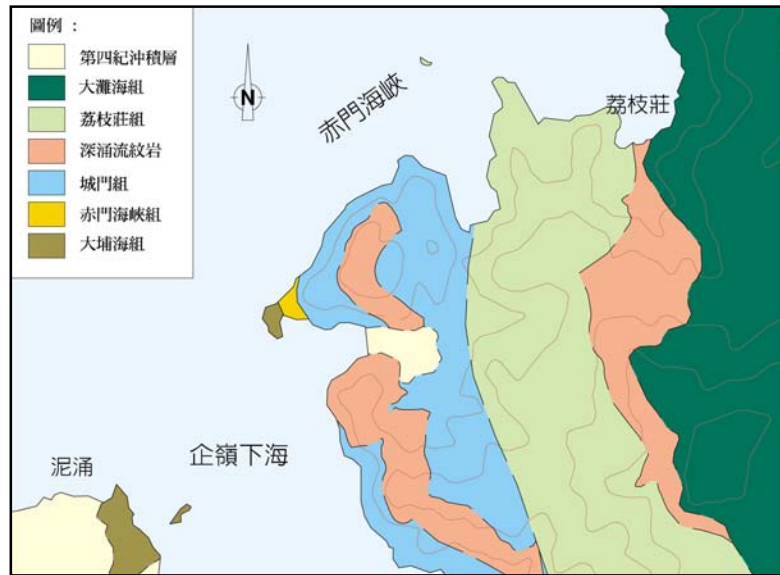 圖例 :
第四紀沖積層
大灘海組
荔枝莊組
深涌流紋岩
城門組
赤門海峽組
大埔海組
N
赤門海峽
荔枝莊
企嶺下海
泥涌